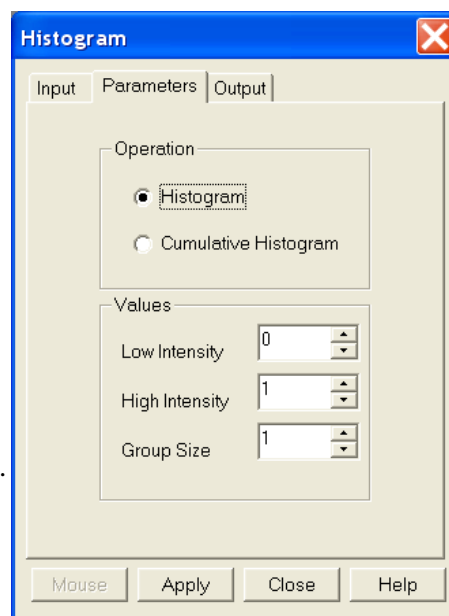 Histogram
Input Parameters Output
Operation
Histogram
Cumulative Histogram
Values
Low Intensity 0
High Intensity 1
Group Size 1
.
Mouse Apply Close Help